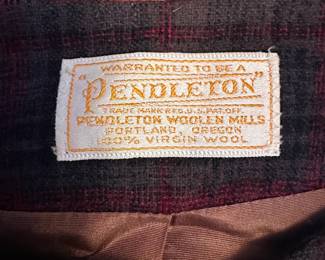 WARRANTED TO BE A
"PENDLETON"
TRADE MARK REG. U.S. PAT. OFF.
PENDLETON WOOLEN MILLS
PORTLAND, OREGON
100% VIRGIN WOOL